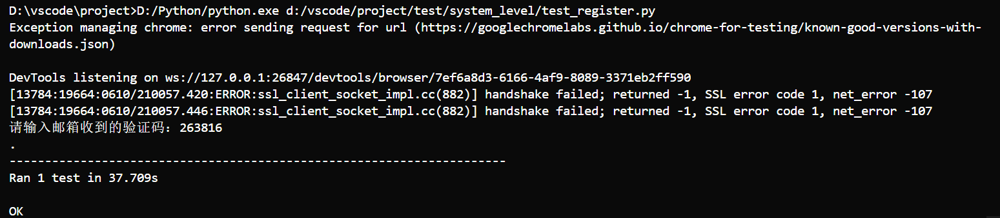 D:\vscode\project>D:/Python/python.exe d:/vscode/project/test/system_level/test_register.py
Exception managing chrome: error sending request for url (https://googlechromelabs.github.io/chrome-for-testing/known-good-versions-with-
downloads.json)
DevTools listening on ws://127.0.0.1:26847/devtools/browser/7ef6a8d3-6166-4af9-8089-3371eb2ff590
[13784:19664:0610/210057.420:ERROR:ssl_client_socket_impl.cc(882)] handshake failed; returned -1, SSL error code 1, net_error -107
[13784:19664:0610/210057.446:ERROR:ssl_client_socket_impl.cc(882)] handshake failed; returned -1, SSL error code 1, net_error -107
请输入邮箱收到的验证码：263816
.
----------------------------------------------------------------------
Ran 1 test in 37.709s
OK